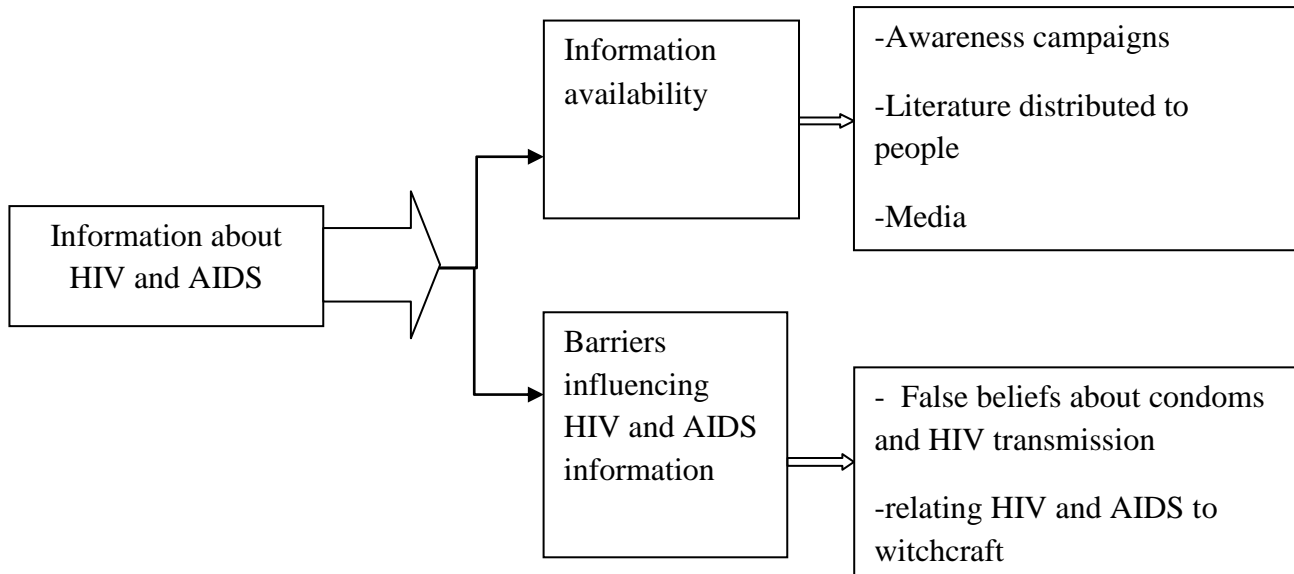 Information about
HIV and AIDS
Information
availability
-Awareness campaigns
-Literature distributed to
people
-Media
Barriers
influencing
HIV and AIDS
information
- False beliefs about condoms
and HIV transmission
-relating HIV and AIDS to
witchcraft